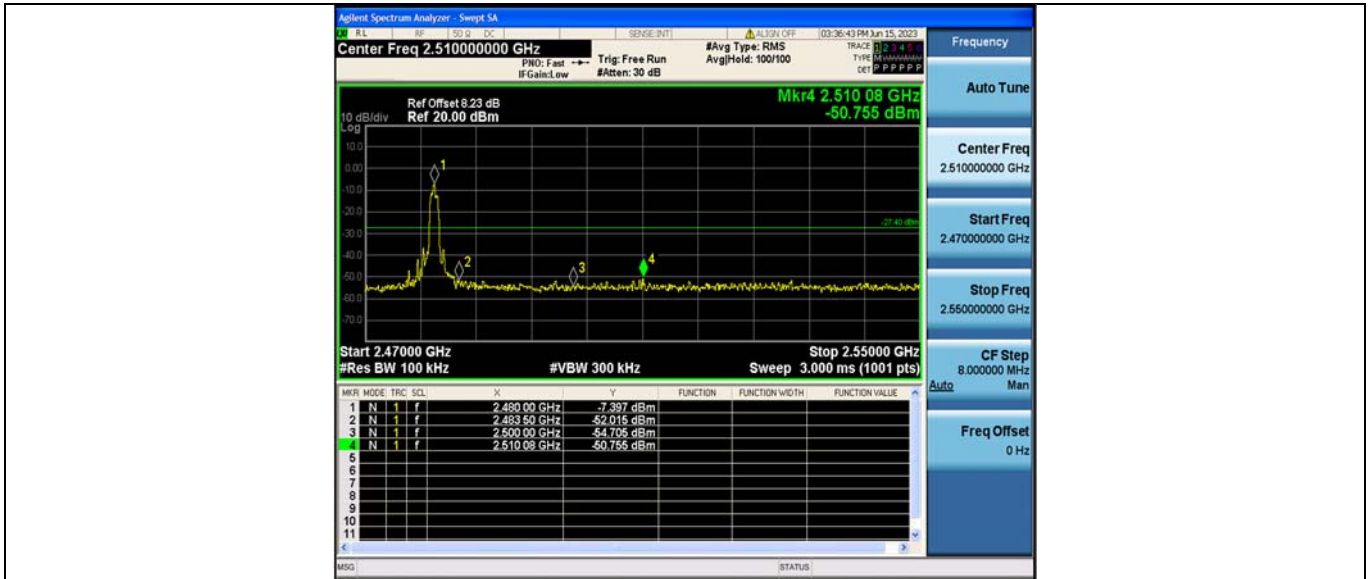 Agilent Spectrum Analyzer - Swept SA
RL RF 50 Ω DC SENSE:INT ALIGN OFF 03:36:43 PM Jun 15, 2023
Center Freq 2.510000000 GHz
PNO: Fast
IFGain:Low
Trig: Free Run
#Atten: 30 dB
#Avg Type: RMS
Avg|Hold: 100/100
TRACE 1 2 3 4 5 6
TYPE M
DET P P P P P P
Mkr4 2.510 08 GHz
-50.755 dBm
Ref Offset 8.23 dB
10 dB/div Ref 20.00 dBm
Log
10.0
0.00
-10.0
-20.0
-30.0
-40.0
-50.0
-60.0
-70.0
1
2
3
4
-27.40 dBm
Start 2.47000 GHz Stop 2.55000 GHz
#Res BW 100 kHz #VBW 300 kHz Sweep 3.000 ms (1001 pts)
MKR MODE TRC SCL X Y FUNCTION FUNCTION WIDTH FUNCTION VALUE
1 N 1 f 2.480 00 GHz -7.397 dBm
2 N 1 f 2.483 50 GHz -52.015 dBm
3 N 1 f 2.500 00 GHz -54.705 dBm
4 N 1 f 2.510 08 GHz -50.755 dBm
5
6
7
8
9
10
11
MSG STATUS
Frequency
Auto Tune
Center Freq
2.510000000 GHz
Start Freq
2.470000000 GHz
Stop Freq
2.550000000 GHz
CF Step
8.000000 MHz
Auto Man
Freq Offset
0 Hz